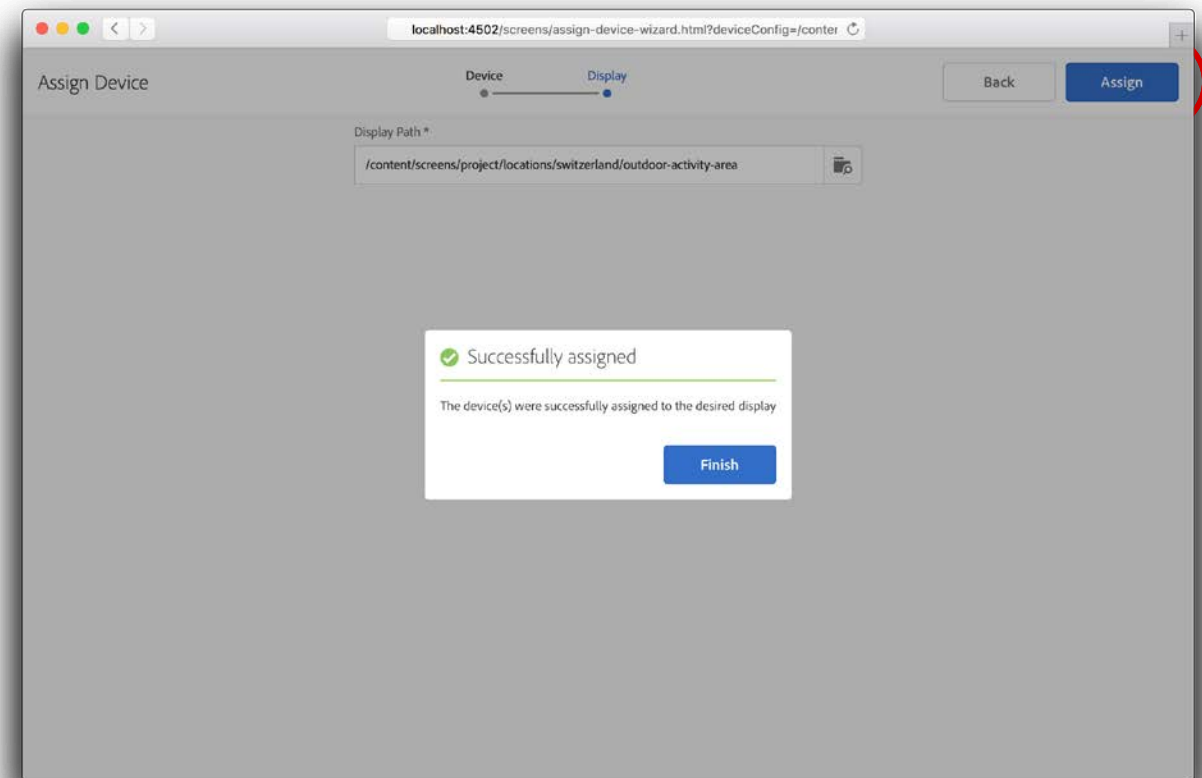 localhost:4502/screens/assign-device-wizard.html?deviceConfig=/conter
Assign Device
Device
Display
Back
Assign
Display Path *
/content/screens/project/locations/switzerland/outdoor-activity-area
Successfully assigned
The device(s) were successfully assigned to the desired display
Finish